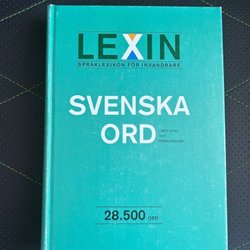 LEXIN
SPRÅKLEXIKON FÖR INVANDRARE
SVENSKA
ORD
28.500 ORD